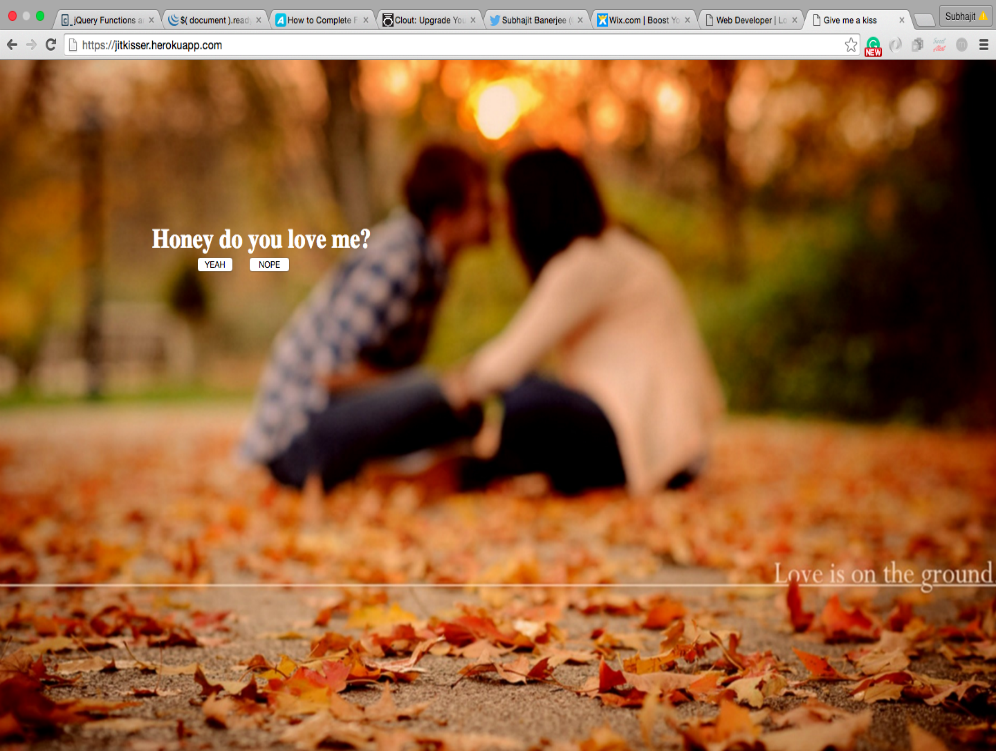 jQuery Functions a
$( document ).read
How to Complete F
Clout: Upgrade Yo
Subhajit Banerjee (
Wix.com | Boost Yo
Web Developer | Lo
Give me a kiss
Subhajit
https://jitkisser.herokuapp.com
NEW
Honey do you love me?
YEAH NOPE
Love is on the ground